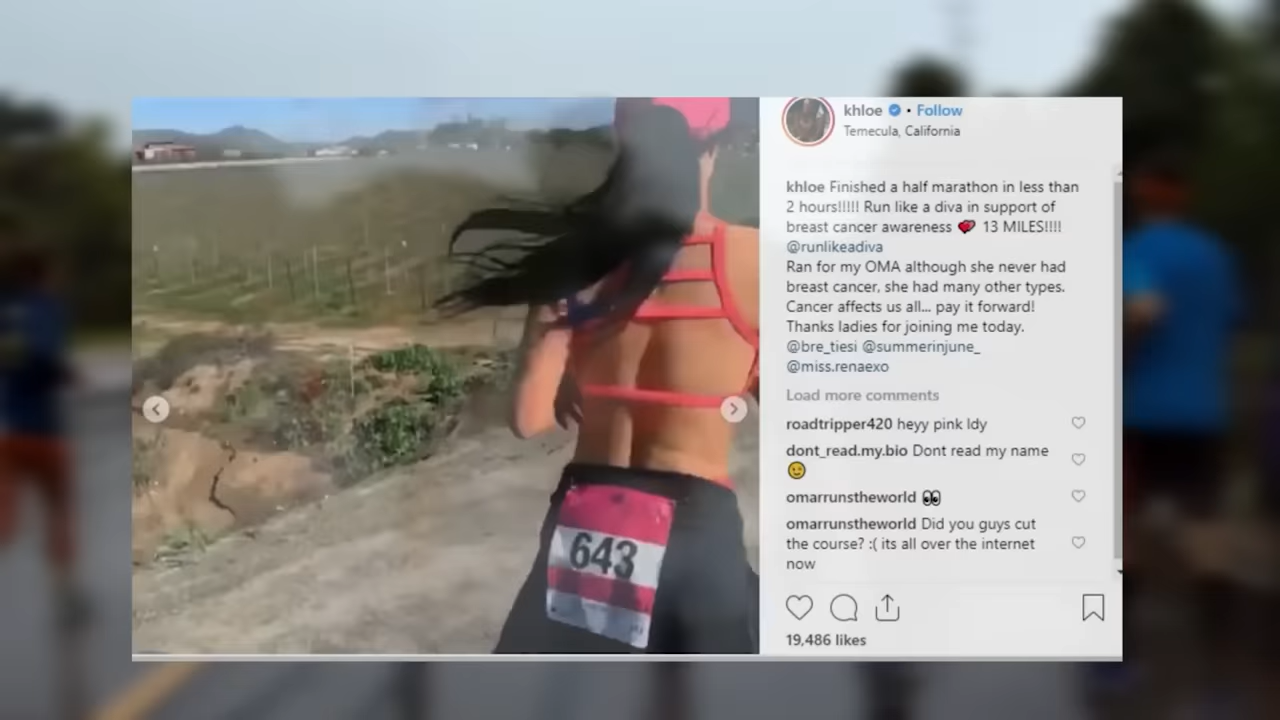 khloe • Follow
Temecula, California
khloe Finished a half marathon in less than
2 hours!!!!! Run like a diva in support of
breast cancer awareness 💕 13 MILES!!!!
@runlikeadiva
Ran for my OMA although she never had
breast cancer, she had many other types.
Cancer affects us all... pay it forward!
Thanks ladies for joining me today.
@bre_tiesi @summerinjune_
@miss.renaexo
Load more comments
roadtripper420 heyy pink ldy
dont_read.my.bio Dont read my name
😉
omarrunstheworld 👀
omarrunstheworld Did you guys cut
the course? :( its all over the internet
now
19,486 likes
643